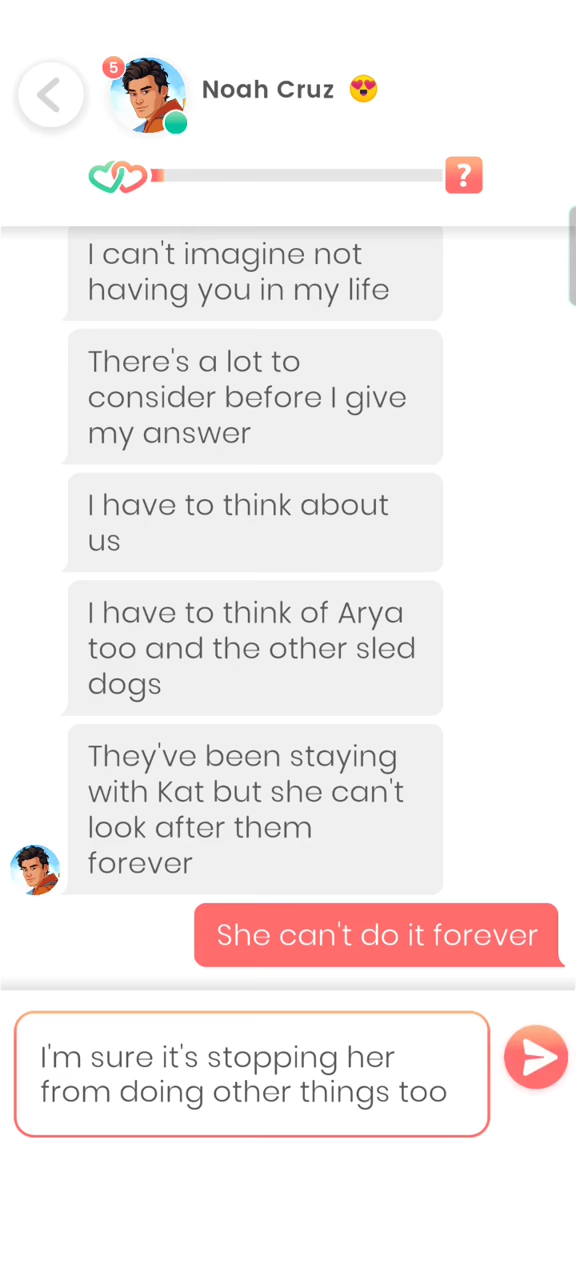 5
Noah Cruz 😍
?
I can't imagine not
having you in my life
There's a lot to
consider before I give
my answer
I have to think about
us
I have to think of Arya
too and the other sled
dogs
They've been staying
with Kat but she can't
look after them
forever
She can't do it forever
I'm sure it's stopping her
from doing other things too